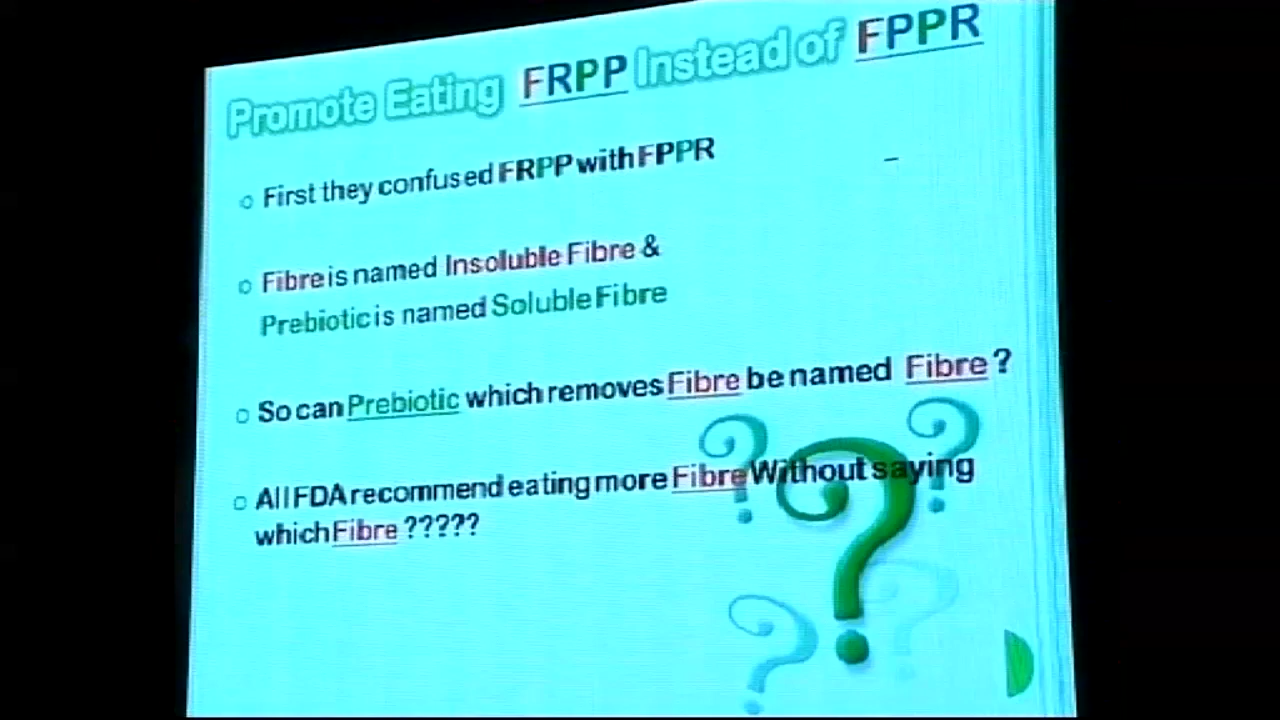 Promote Eating FRPP Instead of FPPR
First they confused FRPP with FPPR
Fibre is named Insoluble Fibre &
Prebiotic is named Soluble Fibre
So can Prebiotic which removes Fibre be named Fibre ?
All FDA recommend eating more Fibre Without saying
which Fibre ?????